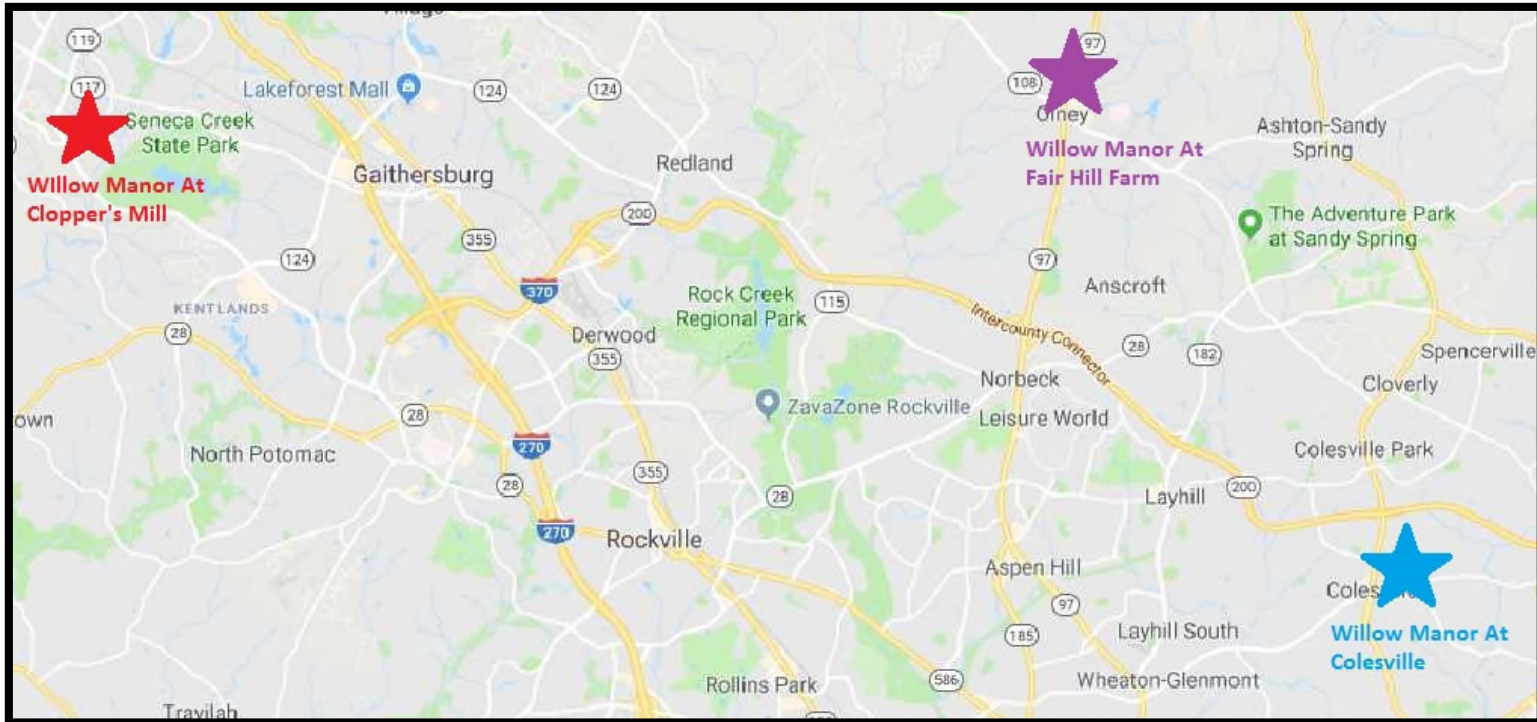 Village
119
97
117
108
Lakeforest Mall
124
124
Olney
Seneca Creek
State Park
Ashton-Sandy
Spring
Willow Manor At
Fair Hill Farm
Redland
Gaithersburg
WIllow Manor At
Clopper's Mill
200
The Adventure Park
at Sandy Spring
355
124
97
370
Anscroft
Rock Creek
Regional Park
115
KENTLANDS
28
Derwood
355
Intercounty Connector
28
182
Spencerville
Norbeck
Cloverly
ZavaZone Rockville
Leisure World
own
28
270
North Potomac
Colesville Park
355
28
28
Layhill
200
270
Rockville
Aspen Hill
Coles
97
185
Layhill South
Willow Manor At
Colesville
586
Wheaton-Glenmont
Rollins Park
Travilah